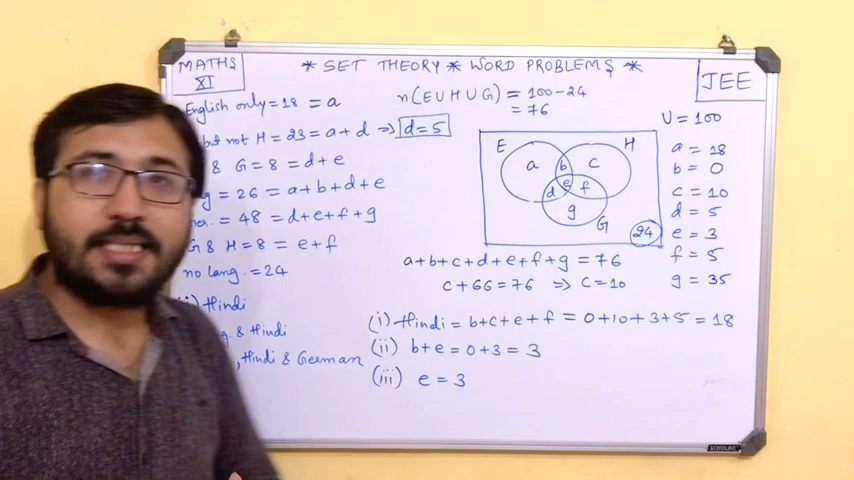 MATHS
XI
* SET THEORY * WORD PROBLEMS *
JEE
English only = 18 = a
but not H = 23 = a + d ⇒ d = 5
& G = 8 = d + e
= 26 = a + b + d + e
= 48 = d + e + f + g
G & H = 8 = e + f
no lang. = 24
(i) Hindi
& Hindi
, Hindi & German
n(E∪H∪G) = 100 - 24
= 76
E
H
a
b
c
d
e
f
g
G
24
U = 100
a = 18
b = 0
c = 10
d = 5
e = 3
f = 5
g = 35
a + b + c + d + e + f + g = 76
c + 66 = 76 ⇒ c = 10
(i) Hindi = b + c + e + f = 0 + 10 + 3 + 5 = 18
(ii) b + e = 0 + 3 = 3
(iii) e = 3
SCHOLAR